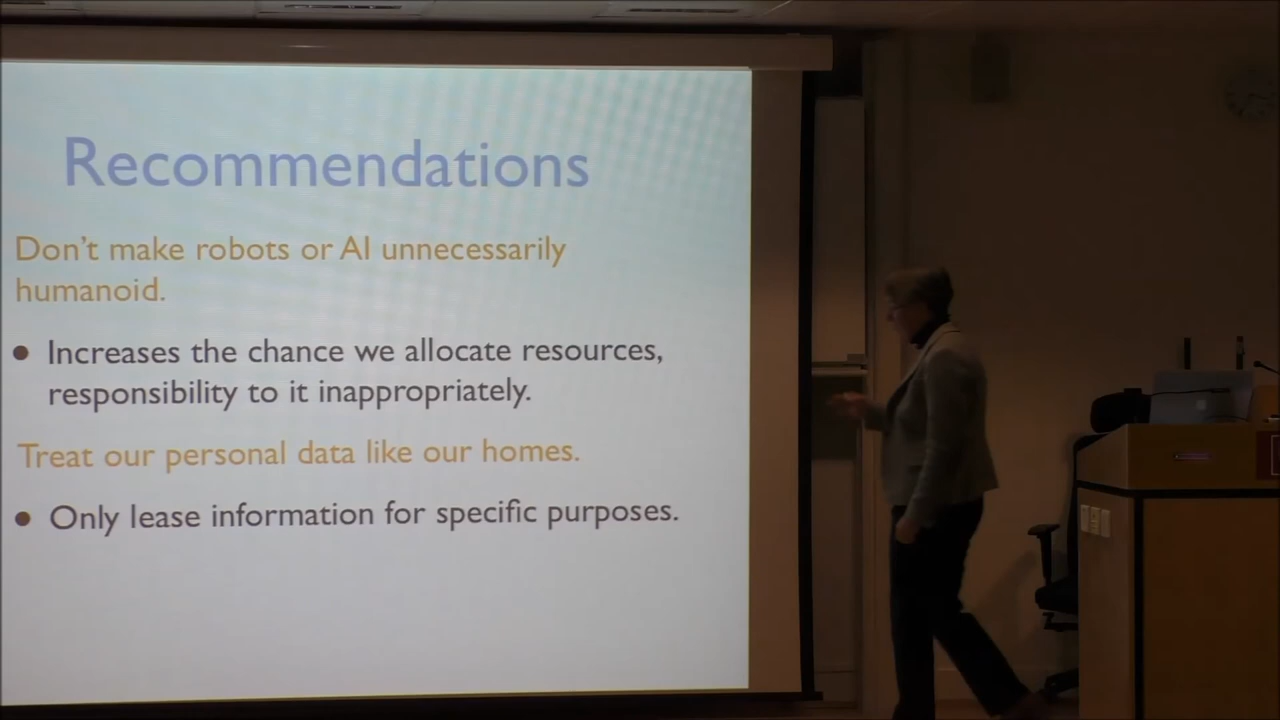 Recommendations
Don't make robots or AI unnecessarily
humanoid.
• Increases the chance we allocate resources,
responsibility to it inappropriately.
Treat our personal data like our homes.
• Only lease information for specific purposes.